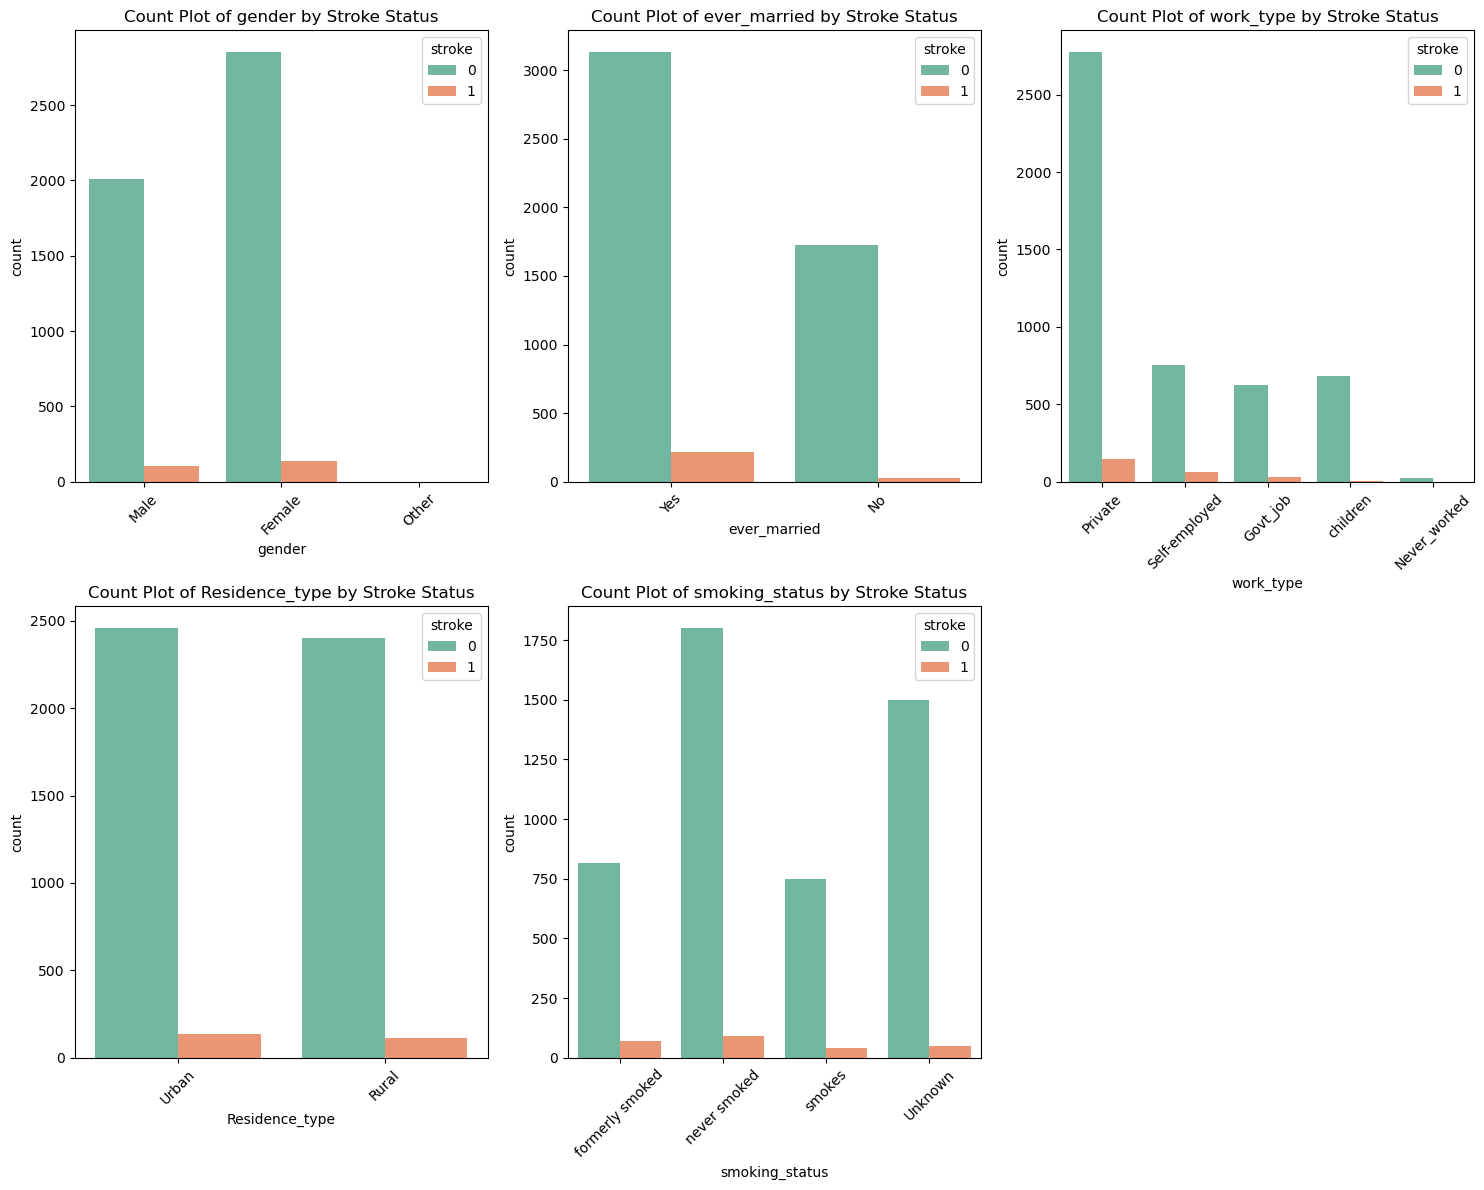 Count Plot of gender by Stroke Status
stroke
0
1
2500
2000
1500
1000
500
0
count
Male
Female
Other
gender
Count Plot of ever_married by Stroke Status
stroke
0
1
3000
2500
2000
1500
1000
500
0
count
Yes
No
ever_married
Count Plot of work_type by Stroke Status
stroke
0
1
2500
2000
1500
1000
500
0
count
Private
Self-employed
Govt_job
children
Never_worked
work_type
Count Plot of Residence_type by Stroke Status
stroke
0
1
2500
2000
1500
1000
500
0
count
Urban
Rural
Residence_type
Count Plot of smoking_status by Stroke Status
stroke
0
1
1750
1500
1250
1000
750
500
250
0
count
formerly smoked
never smoked
smokes
Unknown
smoking_status